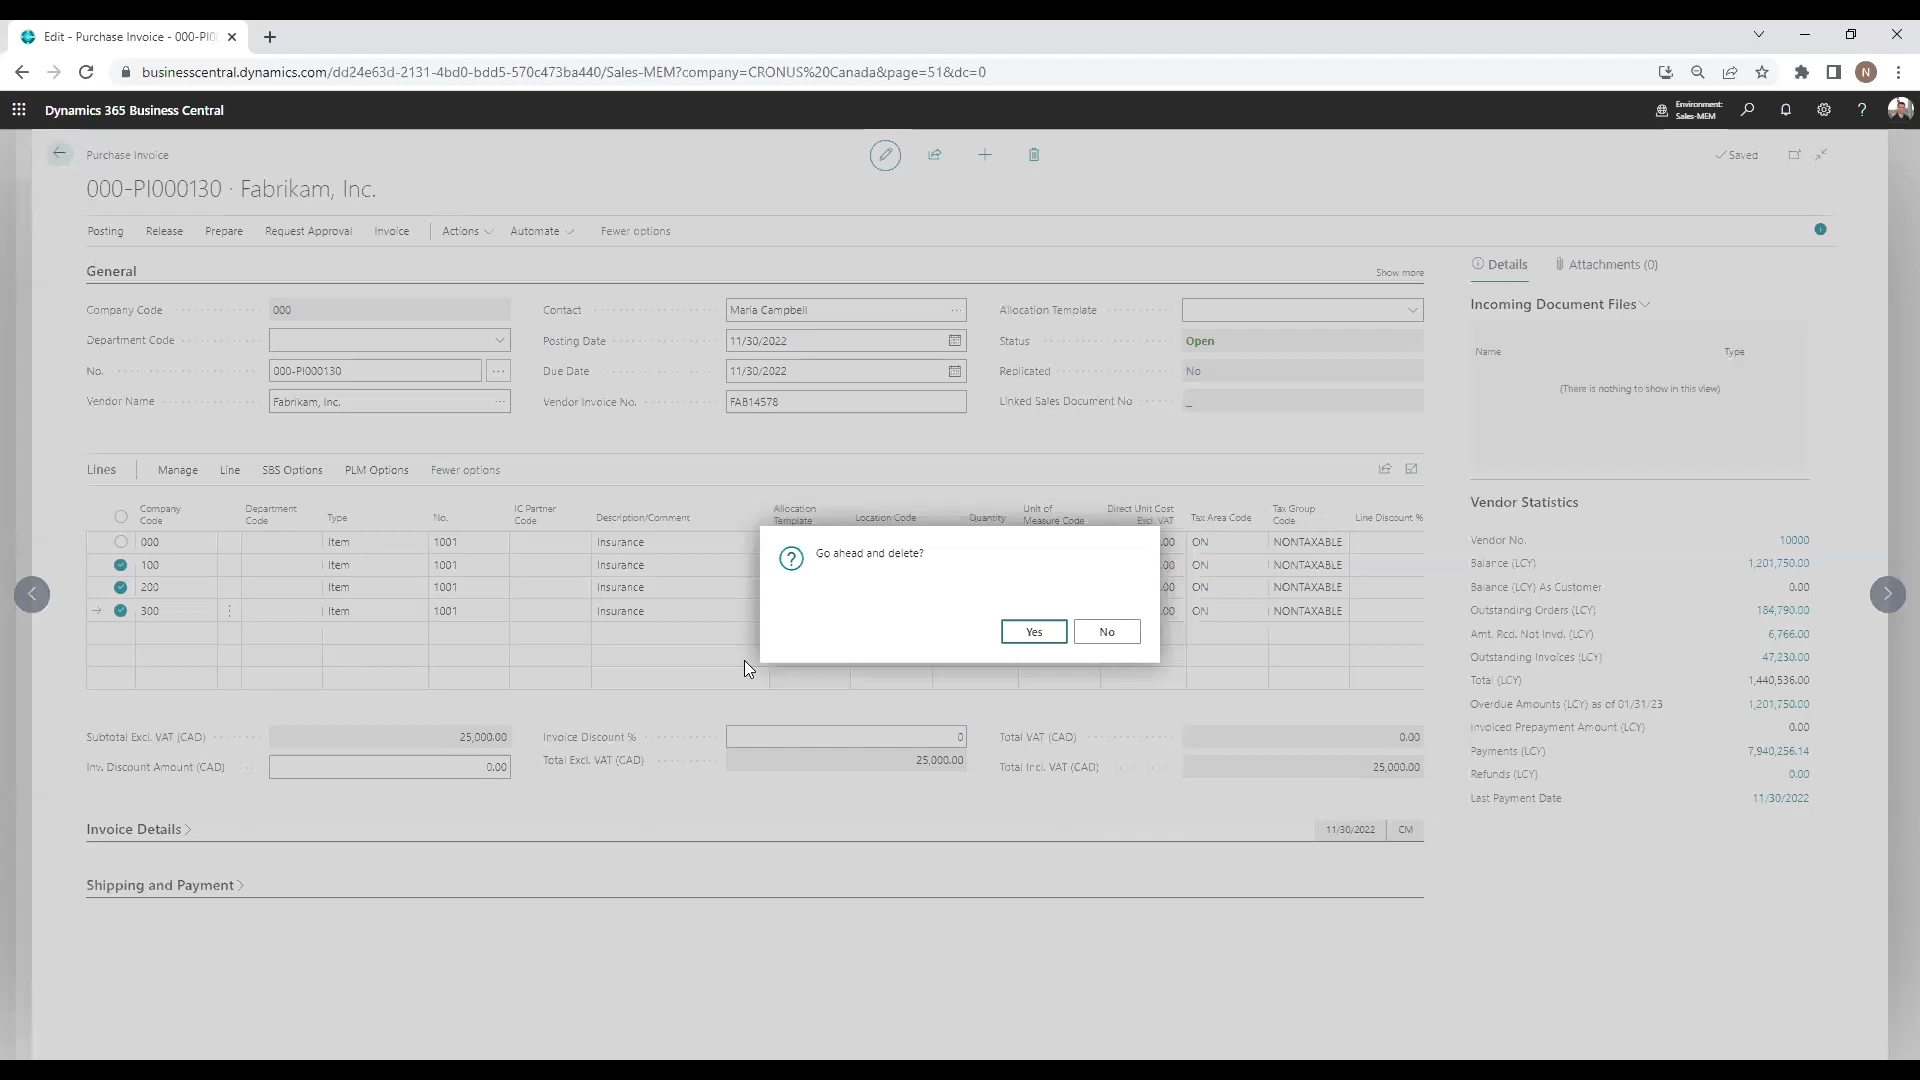 Edit - Purchase Invoice - 000-PI0
businesscentral.dynamics.com/dd24e63d-2131-4bd0-bdd5-570c473ba440/Sales-MEM?company=CRONUS%20Canada&page=51&dc=0
N
Dynamics 365 Business Central
Environment:
Sales-MEM
?
Purchase Invoice
Saved
000-PI000130 · Fabrikam, Inc.
Posting Release Prepare Request Approval Invoice Actions Automate Fewer options
General
Show more
Company Code 000
Contact Maria Campbell
Allocation Template
Department Code
Posting Date 11/30/2022
Status Open
No. 000-PI000130
Due Date 11/30/2022
Replicated No
Vendor Name Fabrikam, Inc.
Vendor Invoice No. FAB14578
Linked Sales Document No _
Lines Manage Line SBS Options PLM Options Fewer options
Company Code Department Code Type No. IC Partner Code Description/Comment Allocation Template Location Code Quantity Unit of Measure Code Direct Unit Cost Excl. VAT Tax Area Code Tax Group Code Line Discount %
000 Item 1001 Insurance .00 ON NONTAXABLE
100 Item 1001 Insurance .00 ON NONTAXABLE
200 Item 1001 Insurance .00 ON NONTAXABLE
300 Item 1001 Insurance .00 ON NONTAXABLE
Go ahead and delete?
Yes No
Subtotal Excl. VAT (CAD) 25,000.00
Invoice Discount % 0
Total VAT (CAD) 0.00
Inv. Discount Amount (CAD) 0.00
Total Excl. VAT (CAD) 25,000.00
Total Incl. VAT (CAD) 25,000.00
Invoice Details
11/30/2022 CM
Shipping and Payment
Details Attachments (0)
Incoming Document Files
Name Type
(There is nothing to show in this view)
Vendor Statistics
Vendor No. 10000
Balance (LCY) 1,201,750.00
Balance (LCY) As Customer 0.00
Outstanding Orders (LCY) 184,790.00
Amt. Rcd. Not Invd. (LCY) 6,766.00
Outstanding Invoices (LCY) 47,230.00
Total (LCY) 1,440,536.00
Overdue Amounts (LCY) as of 01/31/23 1,201,750.00
Invoiced Prepayment Amount (LCY) 0.00
Payments (LCY) 7,940,256.14
Refunds (LCY) 0.00
Last Payment Date 11/30/2022